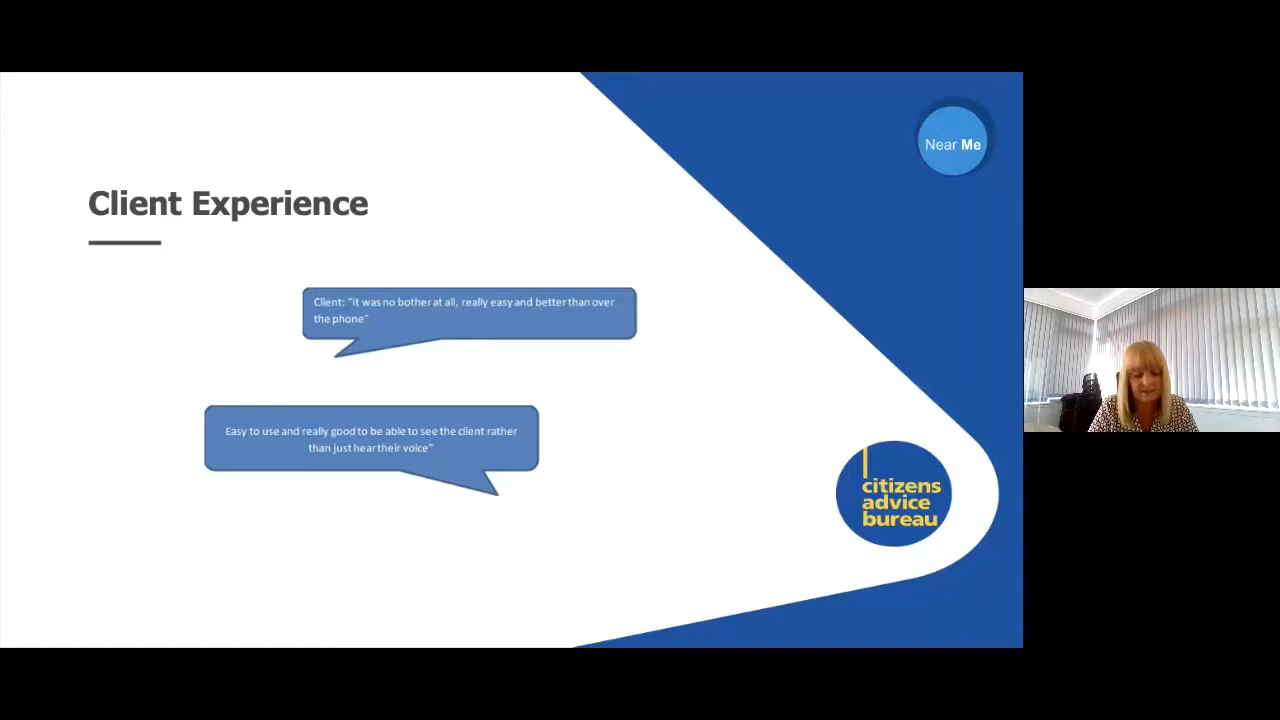 Near Me
Client Experience
Client: "It was no bother at all, really easy and better than over
the phone"
Easy to use and really good to be able to see the client rather
than just hear their voice"
citizens
advice
bureau